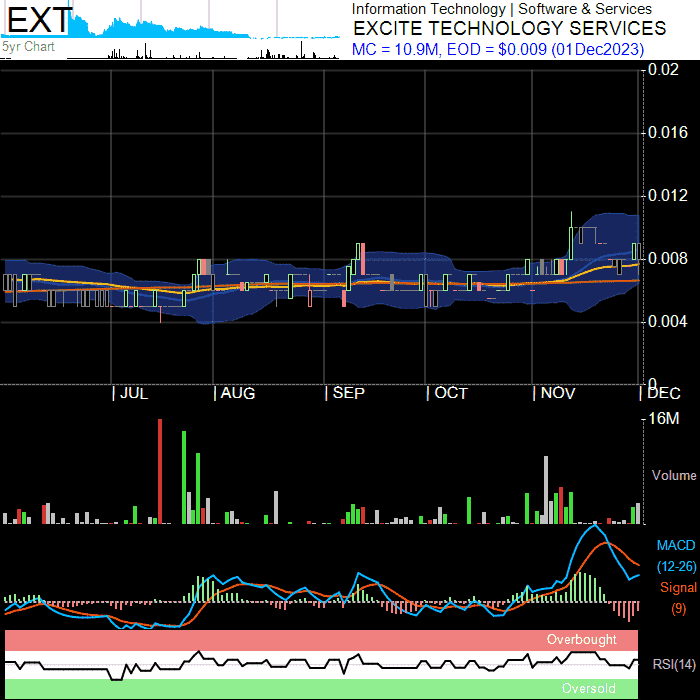 EXT
5yr Chart
Information Technology | Software & Services
EXCITE TECHNOLOGY SERVICES
MC = 10.9M, EOD = $0.009 (01Dec2023)
0.02
0.016
0.012
0.008
0.004
0
| JUL | AUG | SEP | OCT | NOV | DEC
16M
Volume
MACD
(12-26)
Signal
(9)
Overbought
RSI(14)
Oversold